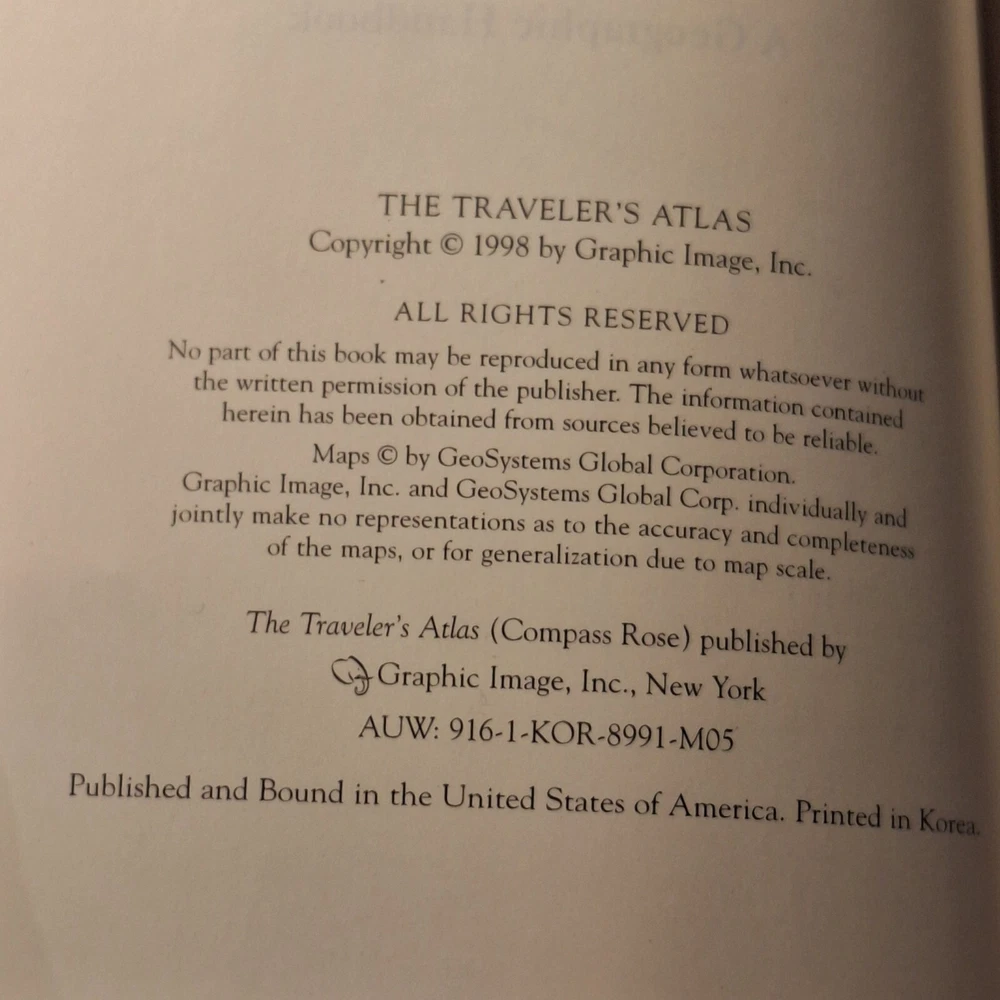 A Geographic Handbook
THE TRAVELER'S ATLAS
Copyright © 1998 by Graphic Image, Inc.
ALL RIGHTS RESERVED
No part of this book may be reproduced in any form whatsoever without
the written permission of the publisher. The information contained
herein has been obtained from sources believed to be reliable.
Maps © by GeoSystems Global Corporation.
Graphic Image, Inc. and GeoSystems Global Corp. individually and
jointly make no representations as to the accuracy and completeness
of the maps, or for generalization due to map scale.
The Traveler's Atlas (Compass Rose) published by
Graphic Image, Inc., New York
AUW: 916-1-KOR-8991-M05
Published and Bound in the United States of America. Printed in Korea.